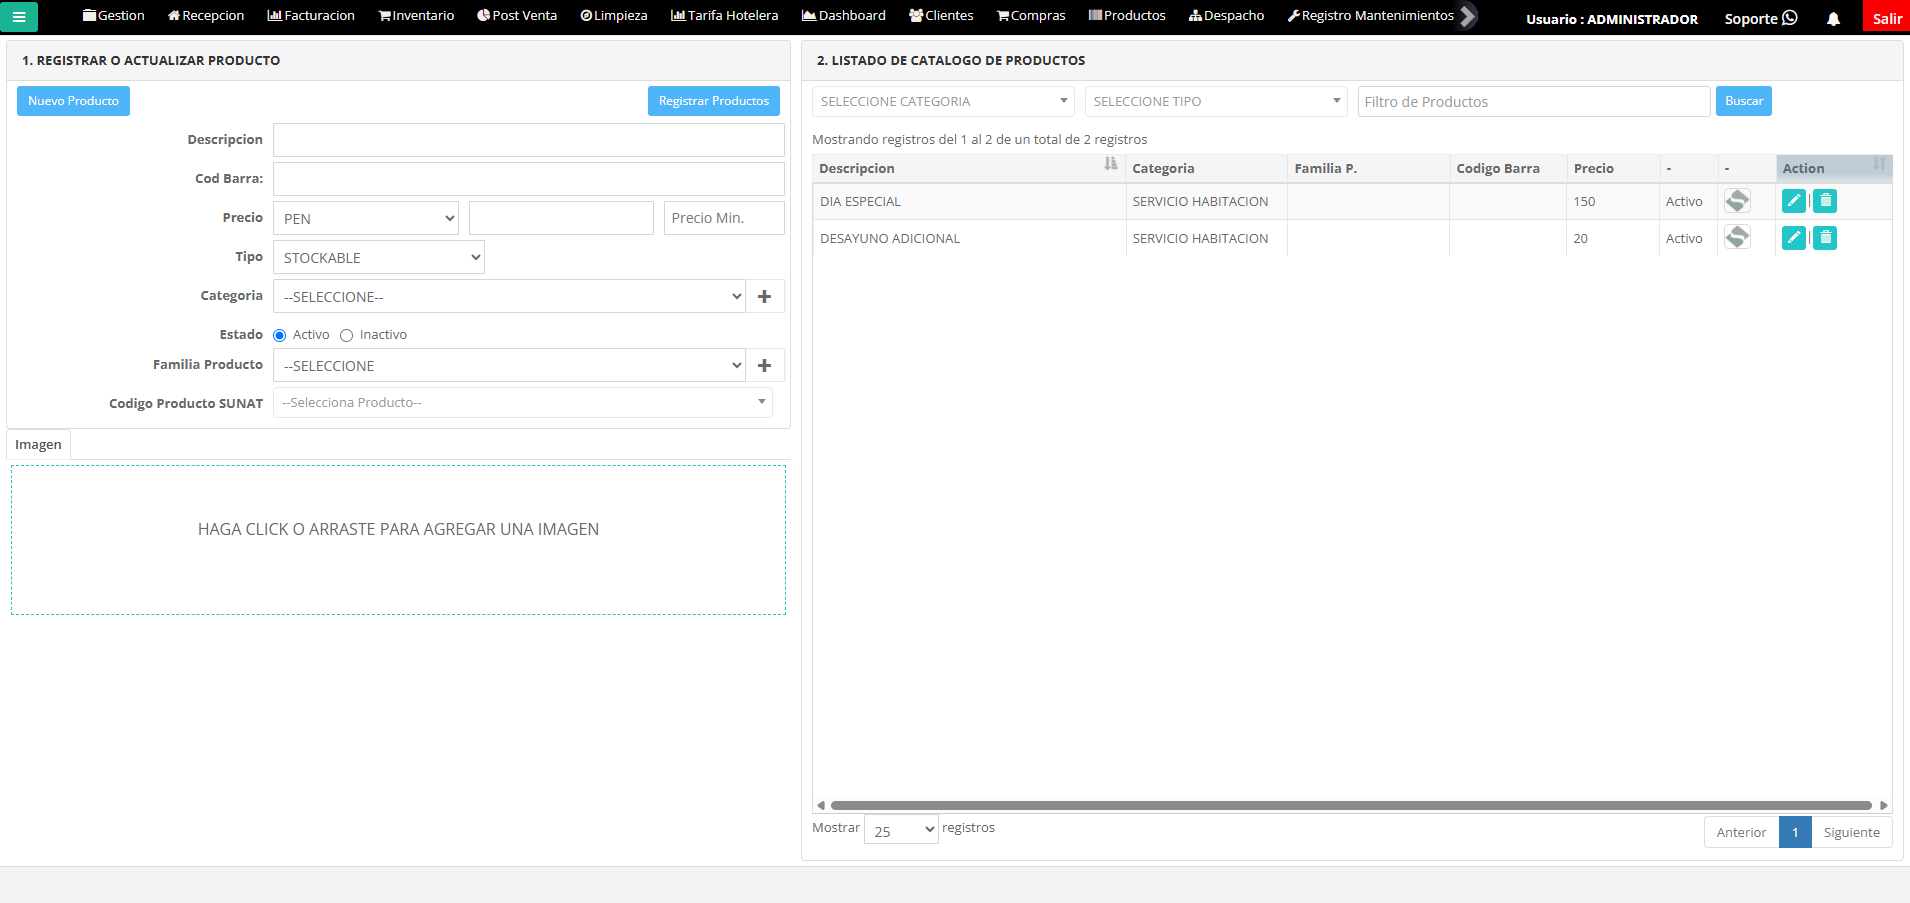 Gestion Recepcion Facturacion Inventario Post Venta Limpieza Tarifa Hotelera Dashboard Clientes Compras Productos Despacho Registro Mantenimientos Usuario : ADMINISTRADOR Soporte Salir
1. REGISTRAR O ACTUALIZAR PRODUCTO
Nuevo Producto Registrar Productos
Descripcion
Cod Barra:
Precio PEN Precio Min.
Tipo STOCKABLE
Categoria --SELECCIONE--
Estado Activo Inactivo
Familia Producto --SELECCIONE
Codigo Producto SUNAT --Selecciona Producto--
Imagen
HAGA CLICK O ARRASTE PARA AGREGAR UNA IMAGEN
2. LISTADO DE CATALOGO DE PRODUCTOS
SELECCIONE CATEGORIA SELECCIONE TIPO Filtro de Productos Buscar
Mostrando registros del 1 al 2 de un total de 2 registros
Descripcion Categoria Familia P. Codigo Barra Precio - - Action
DIA ESPECIAL SERVICIO HABITACION 150 Activo |
DESAYUNO ADICIONAL SERVICIO HABITACION 20 Activo |
Mostrar 25 registros
Anterior 1 Siguiente